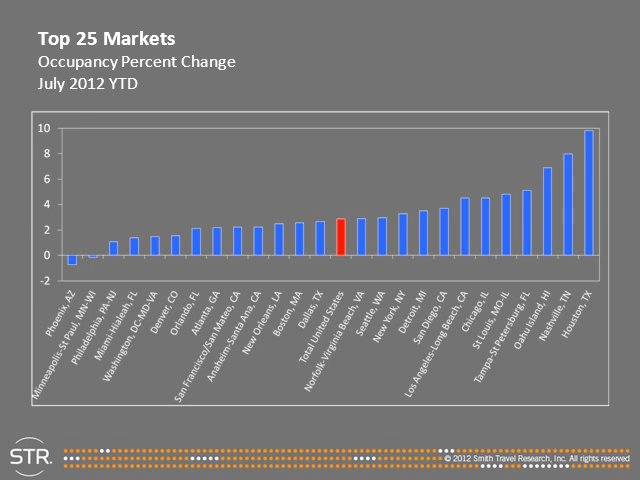 Top 25 Markets
Occupancy Percent Change
July 2012 YTD
10
8
6
4
2
0
-2
Phoenix, AZ
Minneapolis-St Paul, MN-WI
Philadelphia, PA-NJ
Miami-Hialeah, FL
Washington, DC-MD-VA
Denver, CO
Orlando, FL
Atlanta, GA
San Francisco/San Mateo, CA
Anaheim-Santa Ana, CA
New Orleans, LA
Boston, MA
Dallas, TX
Total United States
Norfolk-Virginia Beach, VA
Seattle, WA
New York, NY
Detroit, MI
San Diego, CA
Los Angeles-Long Beach, CA
Chicago, IL
St Louis, MO-IL
Tampa-St Petersburg, FL
Oahu Island, HI
Nashville, TN
Houston, TX
STR.
© 2012 Smith Travel Research, Inc. All rights reserved